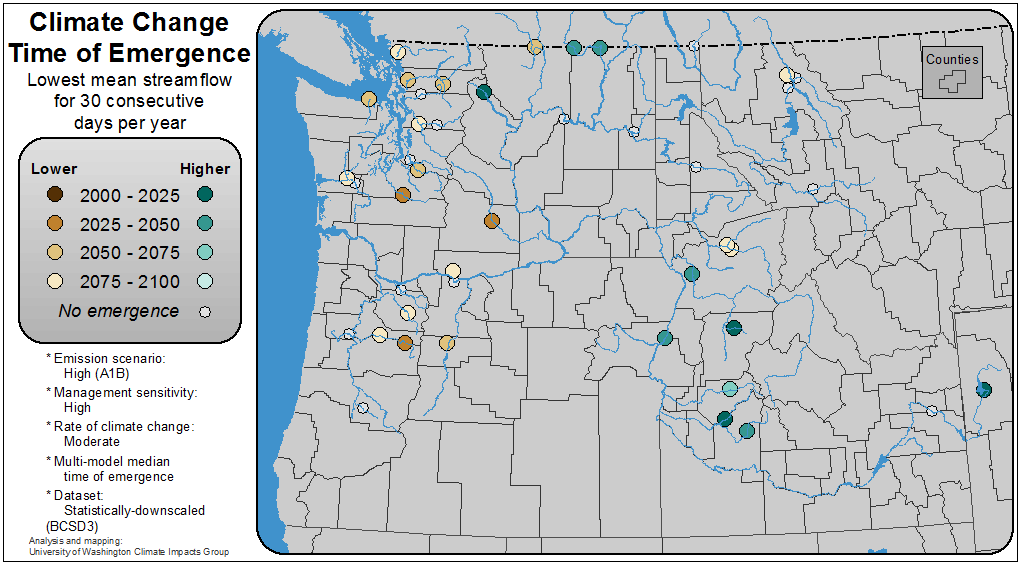 Climate Change
Time of Emergence
Lowest mean streamflow
for 30 consecutive
days per year
Lower Higher
2000 - 2025
2025 - 2050
2050 - 2075
2075 - 2100
No emergence
* Emission scenario:
High (A1B)
* Management sensitivity:
High
* Rate of climate change:
Moderate
* Multi-model median
time of emergence
* Dataset:
Statistically-downscaled
(BCSD3)
Analysis and mapping:
University of Washington Climate Impacts Group
Counties